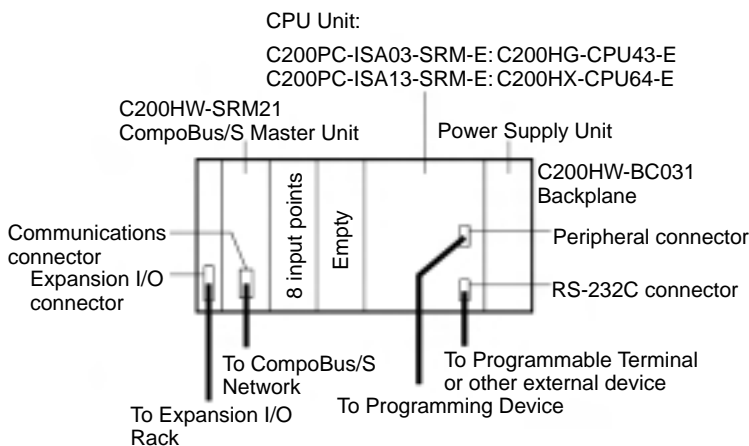 CPU Unit:
C200PC-ISA03-SRM-E: C200HG-CPU43-E
C200PC-ISA13-SRM-E: C200HX-CPU64-E
C200HW-SRM21
CompoBus/S Master Unit
Power Supply Unit
C200HW-BC031
Backplane
8 input points
Empty
Communications
connector
Expansion I/O
connector
Peripheral connector
RS-232C connector
To CompoBus/S
Network
To Programmable Terminal
or other external device
To Programming Device
To Expansion I/O
Rack